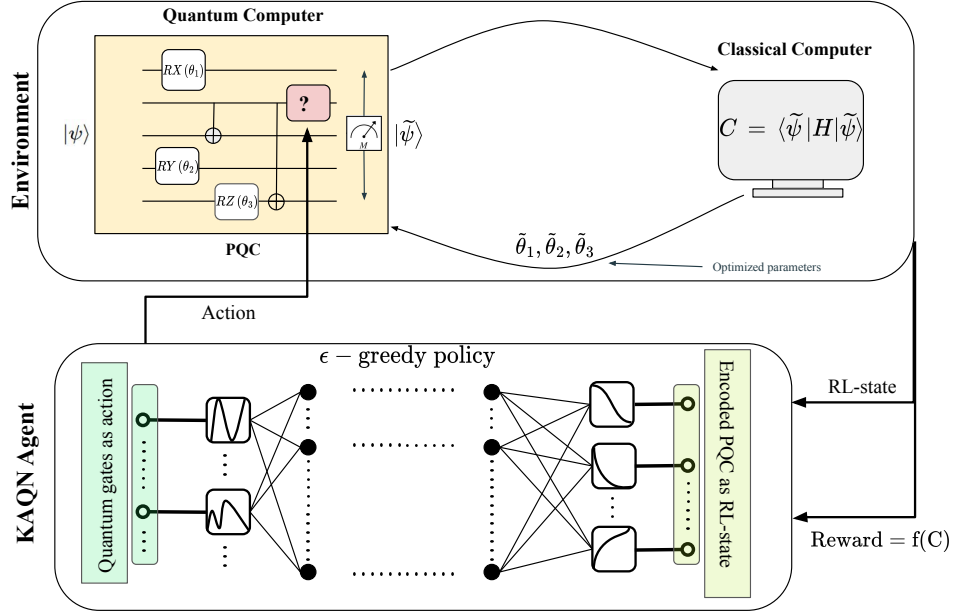 Environment
Quantum Computer
RX(θ₁)
?
|ψ⟩
M
|ψ̃⟩
RY(θ₂)
RZ(θ₃)
PQC
Classical Computer
C = ⟨ψ̃|H|ψ̃⟩
θ̃₁, θ̃₂, θ̃₃
Optimized parameters
Action
KAQN Agent
ϵ − greedy policy
Quantum gates as action
Encoded PQC as RL-state
RL-state
Reward = f(C)